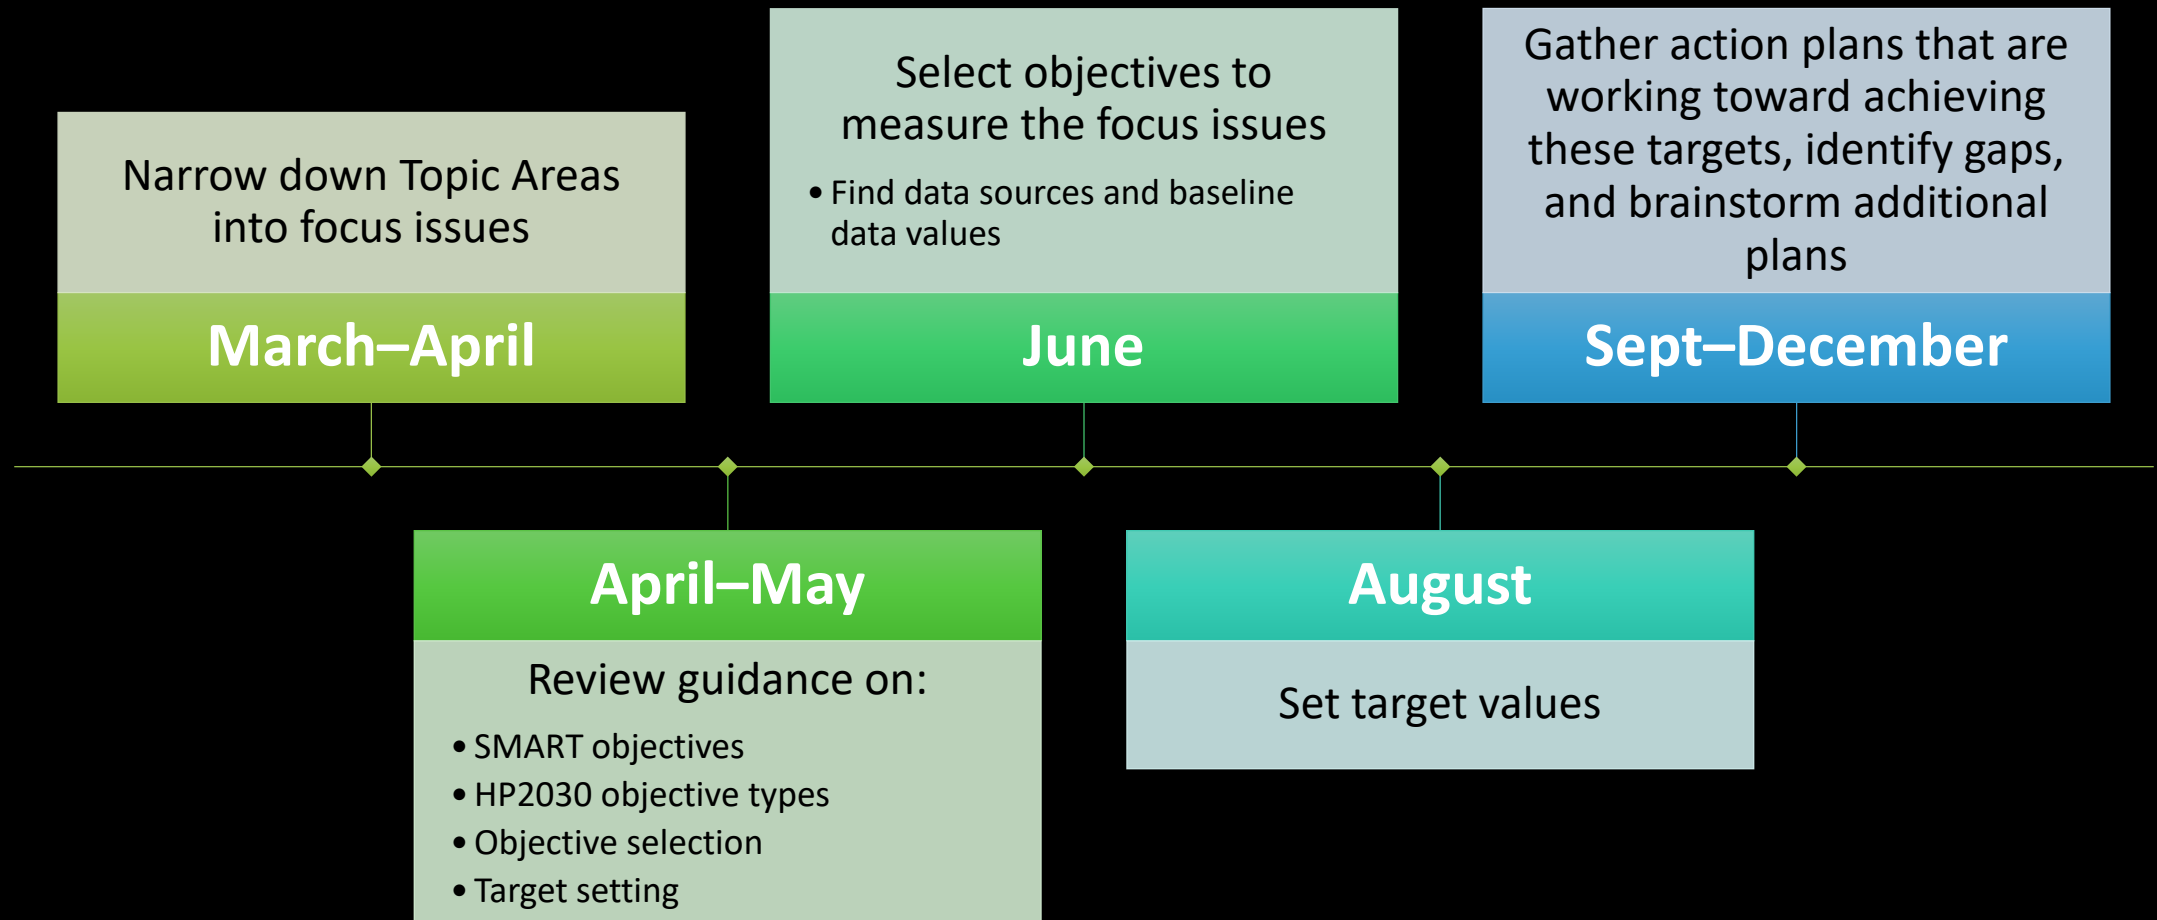 Narrow down Topic Areas
into focus issues
March–April
Review guidance on:
• SMART objectives
• HP2030 objective types
• Objective selection
• Target setting
April–May
Select objectives to
measure the focus issues
• Find data sources and baseline
data values
June
August
Set target values
Gather action plans that are
working toward achieving
these targets, identify gaps,
and brainstorm additional
plans
Sept–December